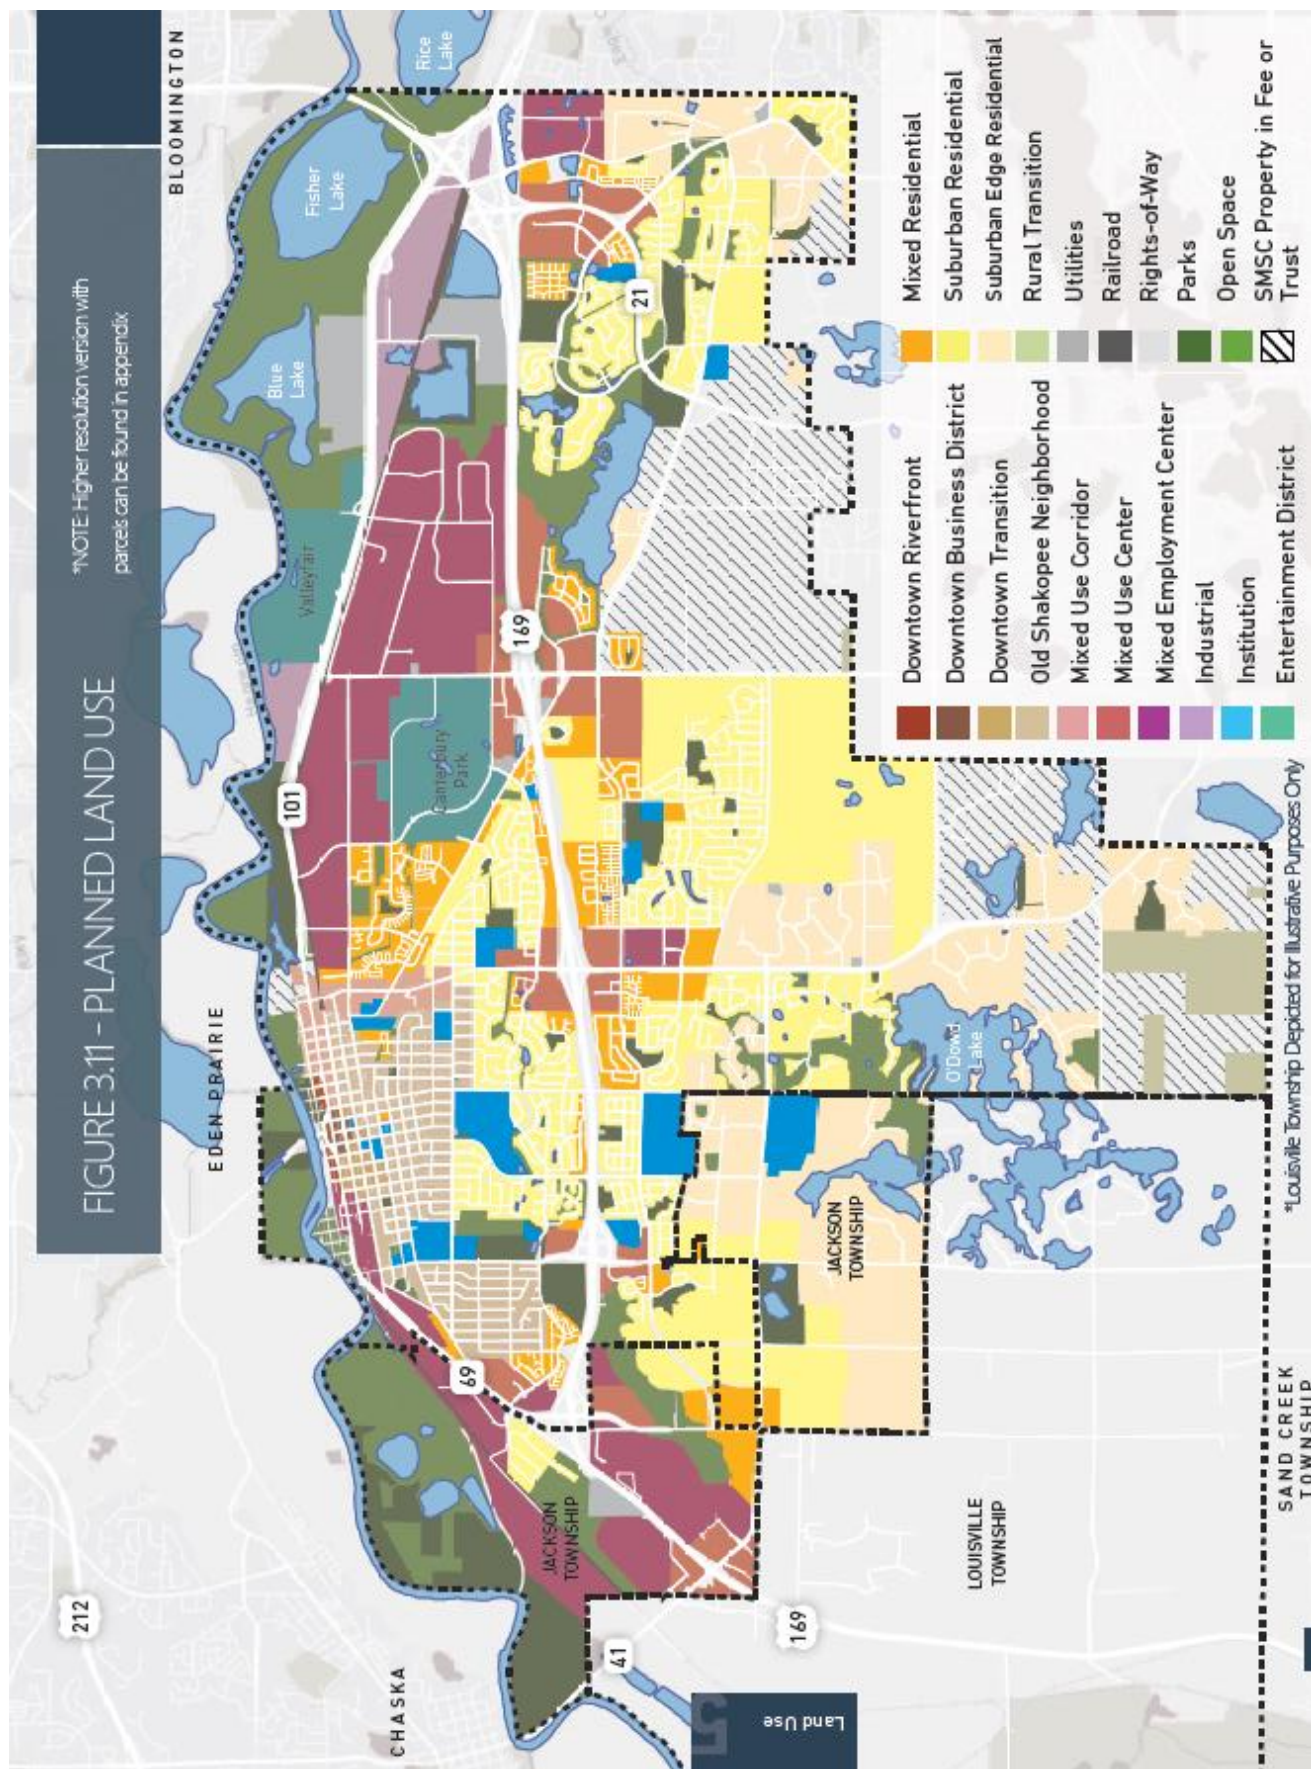 FIGURE 3.11 - PLANNED LAND USE
*NOTE: Higher resolution version with
parcels can be found in appendix
BLOOMINGTON
EDEN PRAIRIE
CHASKA
212
Rice
Lake
Fisher
Lake
Blue
Lake
Valleyfair
101
Canterbury
Park
169
21
69
41
169
JACKSON
TOWNSHIP
JACKSON
TOWNSHIP
O'Dowd
Lake
LOUISVILLE
TOWNSHIP
SAND CREEK
TOWNSHIP
Downtown Riverfront
Downtown Business District
Downtown Transition
Old Shakopee Neighborhood
Mixed Use Corridor
Mixed Use Center
Mixed Employment Center
Industrial
Institution
Entertainment District
Mixed Residential
Suburban Residential
Suburban Edge Residential
Rural Transition
Utilities
Railroad
Rights-of-Way
Parks
Open Space
SMSC Property in Fee or
Trust
*Louisville Township Depicted for Illustrative Purposes Only
Land Use